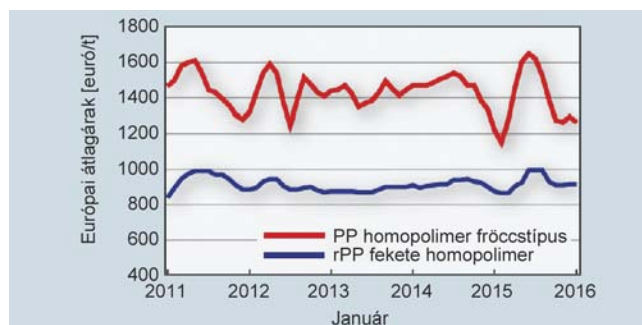 Európai átlagárak [euró/t]
1800
1600
1400
1200
1000
800
600
400
PP homopolimer fröccstípus
rPP fekete homopolimer
2011 2012 2013 2014 2015 2016
Január